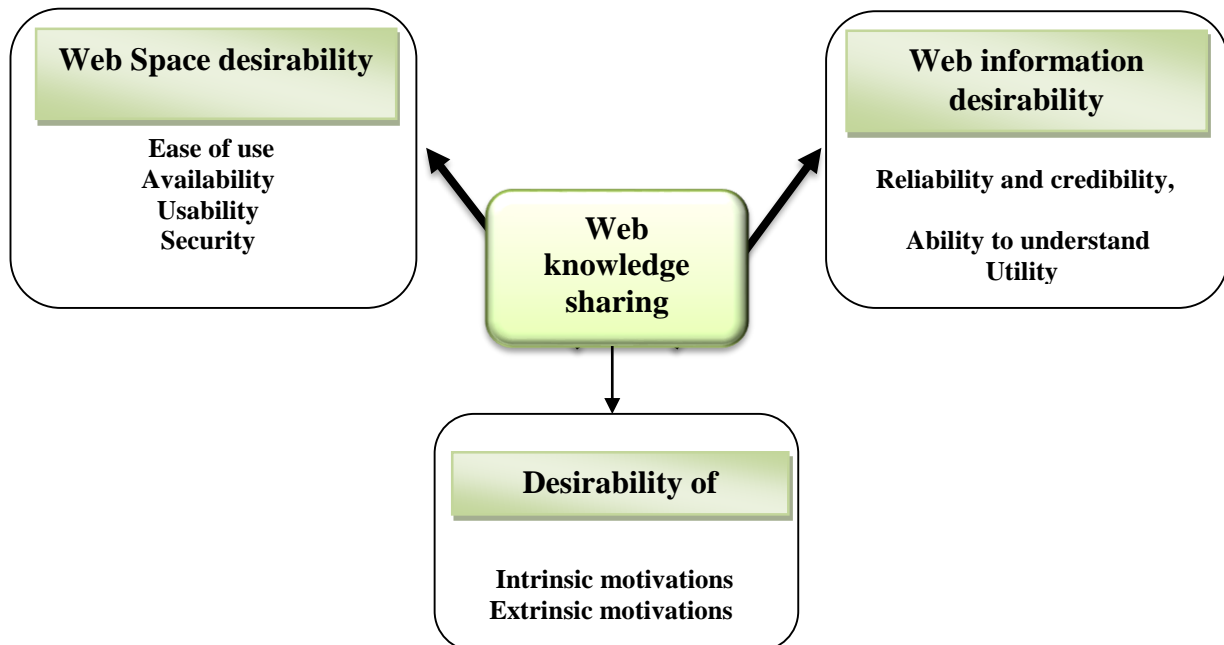 Web Space desirability
Ease of use
Availability
Usability
Security
Web information
desirability
Reliability and credibility,
Ability to understand
Utility
Web
knowledge
sharing
Desirability of
Intrinsic motivations
Extrinsic motivations